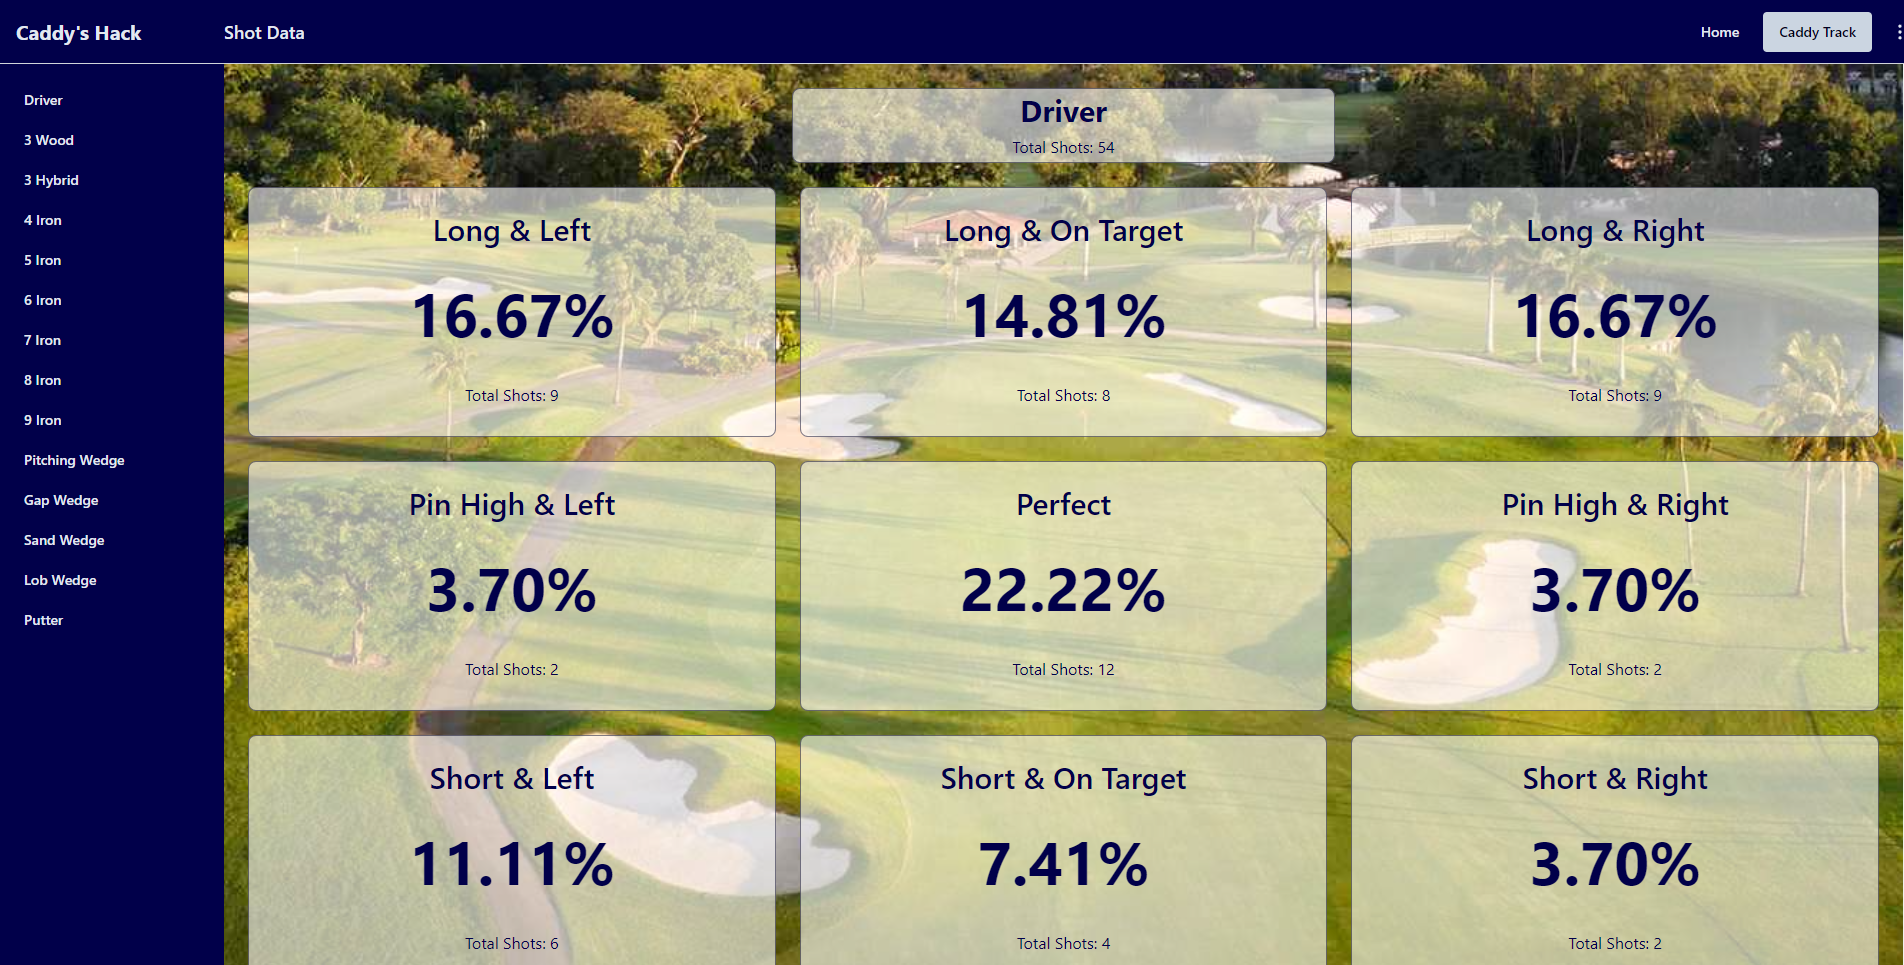 Caddy's Hack
Shot Data
Home
Caddy Track
Driver
3 Wood
3 Hybrid
4 Iron
5 Iron
6 Iron
7 Iron
8 Iron
9 Iron
Pitching Wedge
Gap Wedge
Sand Wedge
Lob Wedge
Putter
Driver
Total Shots: 54
Long & Left
16.67%
Total Shots: 9
Long & On Target
14.81%
Total Shots: 8
Long & Right
16.67%
Total Shots: 9
Pin High & Left
3.70%
Total Shots: 2
Perfect
22.22%
Total Shots: 12
Pin High & Right
3.70%
Total Shots: 2
Short & Left
11.11%
Total Shots: 6
Short & On Target
7.41%
Total Shots: 4
Short & Right
3.70%
Total Shots: 2